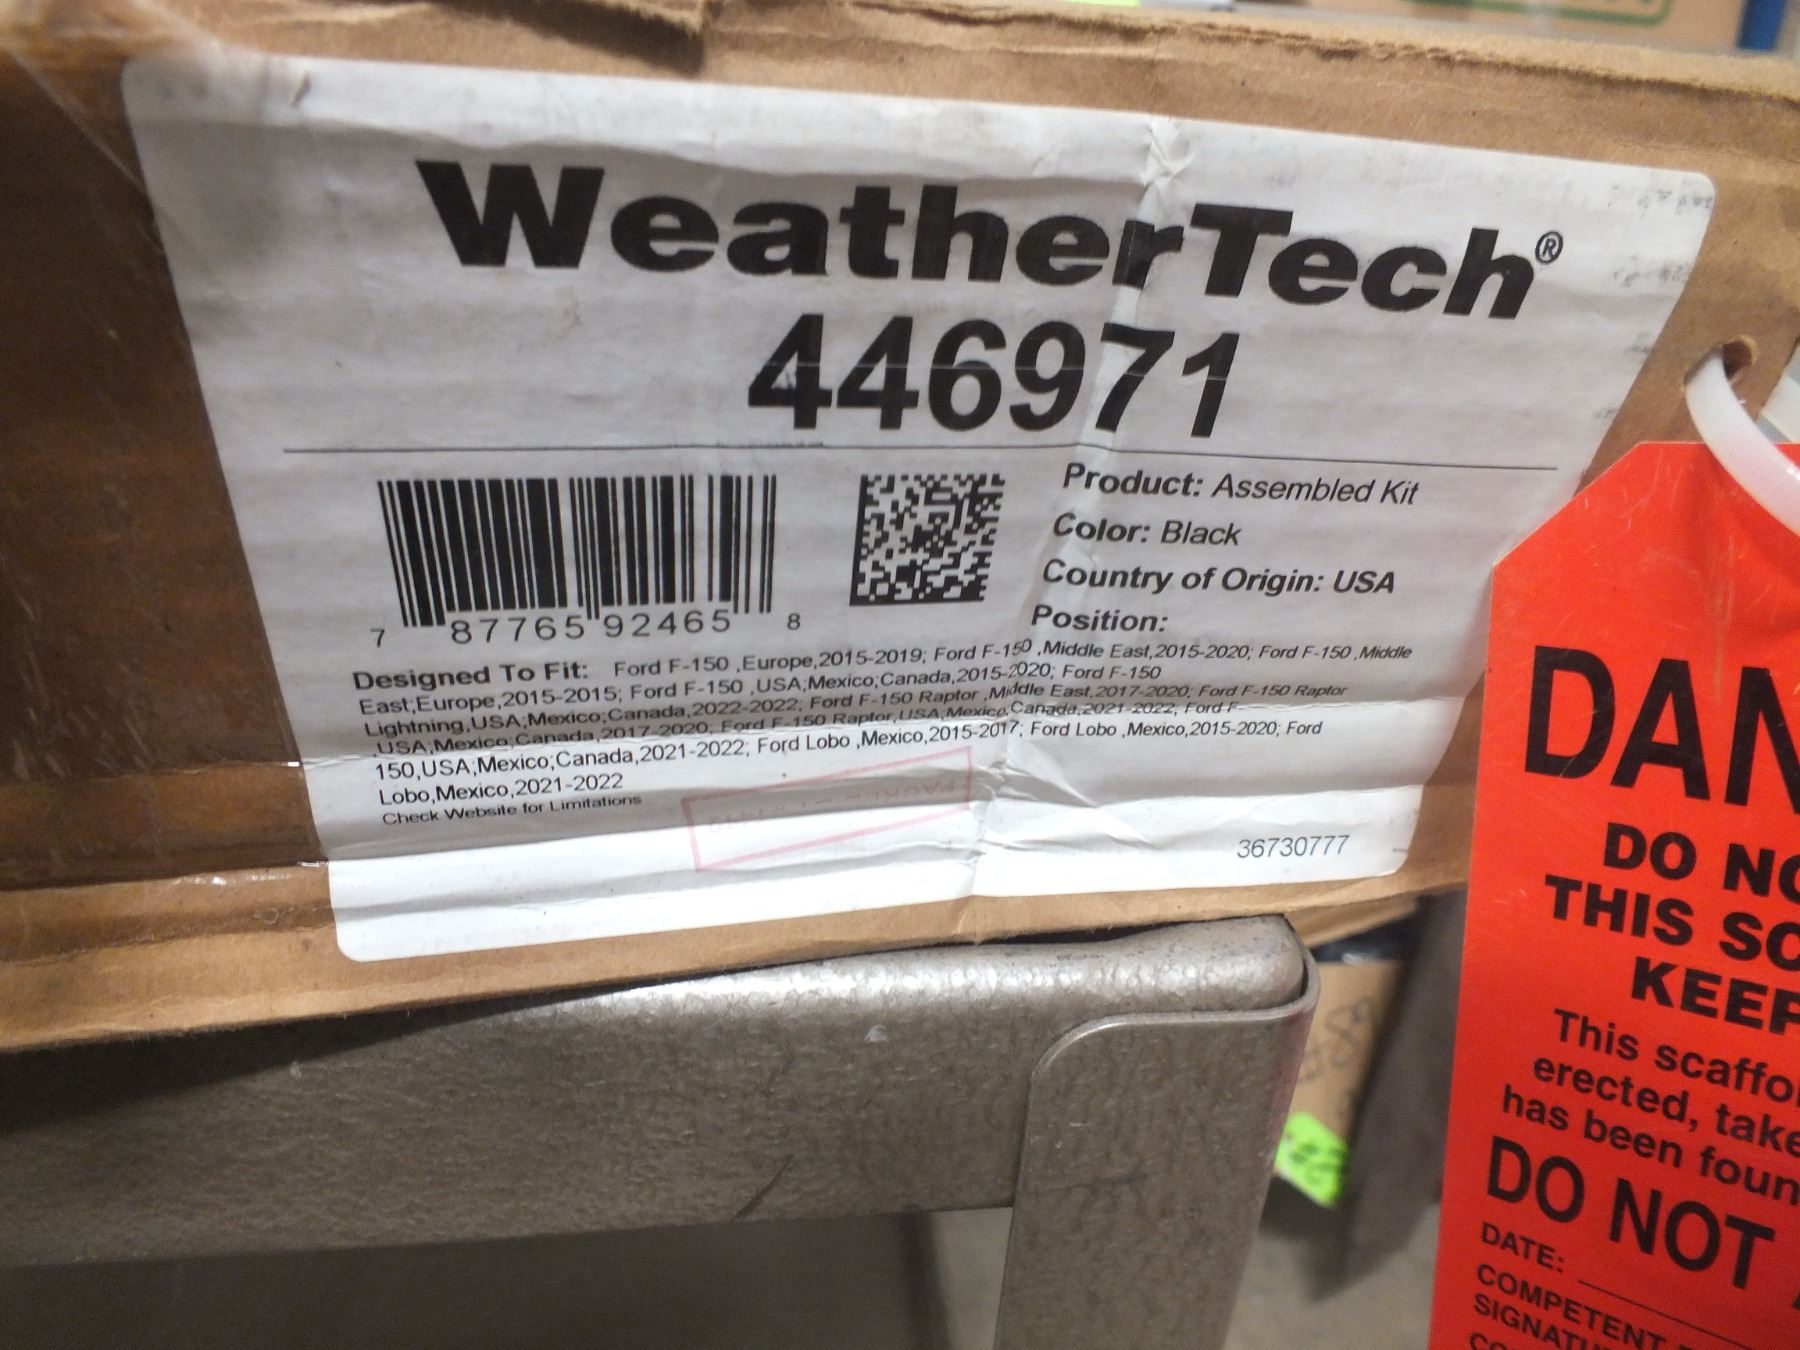 WeatherTech®
446971
Product: Assembled Kit
Color: Black
Country of Origin: USA
Position:
7 87765 92465 8
Designed To Fit: Ford F-150 ,Europe,2015-2019; Ford F-150 ,Middle East,2015-2020; Ford F-150 ,Middle
East,Europe,2015-2015; Ford F-150 ,USA;Mexico;Canada,2015-2020; Ford F-150
Lightning,USA;Mexico;Canada,2022-2022; Ford F-150 Raptor ,Middle East,2017-2020; Ford F-150 Raptor
,USA;Mexico;Canada,2017-2020; Ford F-150 Raptor,USA;Mexico;Canada,2021-2022; Ford F-
150,USA;Mexico;Canada,2021-2022; Ford Lobo ,Mexico,2015-2017; Ford Lobo ,Mexico,2015-2020; Ford
Lobo,Mexico,2021-2022
Check Website for Limitations
36730777
DAN
DO NO
THIS SC
KEEP
This scaffo
erected, take
has been foun
DO NOT
DATE:
COMPETENT
SIGNATU